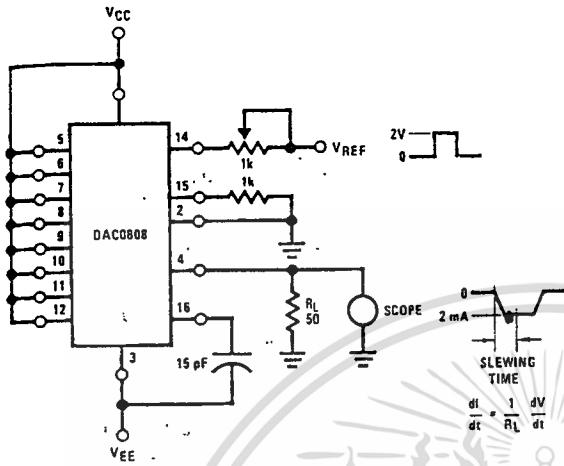 VCC
5
6
7
8
9
10
11
12
DAC0808
14
1k
VREF
15
1k
2
4
RL
50
SCOPE
16
15 pF
3
VEE
2V
0
0
2 mA
SLEWING
TIME
dI/dt = 1/RL dV/dt